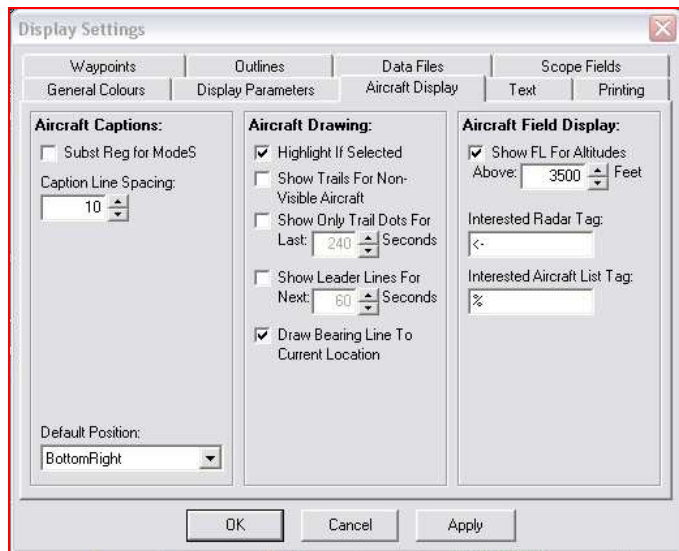 Display Settings
Waypoints
Outlines
Data Files
Scope Fields
General Colours
Display Parameters
Aircraft Display
Text
Printing
Aircraft Captions:
Subst Reg for ModeS
Caption Line Spacing:
10
Default Position:
BottomRight
Aircraft Drawing:
Highlight If Selected
Show Trails For Non-
Visible Aircraft
Show Only Trail Dots For
Last: 240 Seconds
Show Leader Lines For
Next: 60 Seconds
Draw Bearing Line To
Current Location
Aircraft Field Display:
Show FL For Altitudes
Above: 3500 Feet
Interested Radar Tag:
<-
Interested Aircraft List Tag:
%
OK
Cancel
Apply